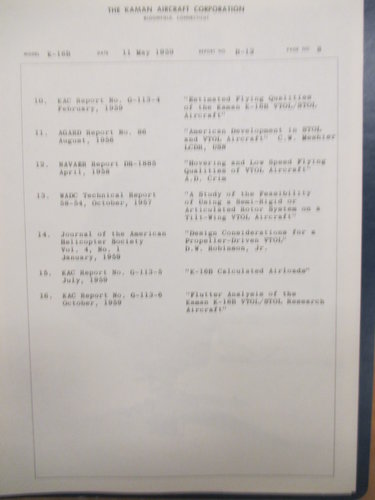 THE KAMAN AIRCRAFT CORPORATION
BLOOMFIELD, CONNECTICUT
MODEL K-16B DATE 11 May 1959 REPORT NO. PAGE NO.
10. KAC Report No. G-113-4 "Estimated Flying Qualities
February, 1959 of the Kaman K-16B VTOL/STOL
Aircraft"
11. AGARD Report No. 86 "American Development in STOL
August, 1956 and VTOL Aircraft" C.W.
LCDR, USN
12. NAVAER Report "Hovering and Low Speed Flying
April, 1958 Qualities of VTOL Aircraft"
A.D. Crim
13. WADC Technical Report "A Study of the Feasibility
58-54, October, 1957 of Using a Semi-Rigid or
Articulated Rotor System on a
Tilt-Wing VTOL Aircraft"
14. Journal of the American "Design Considerations for a
Helicopter Society Propeller-Driven VTOL"
Vol. 4, No. 1 D.W. Robinson, Jr.
January, 1959
15. KAC Report No. G-113-5 "K-16B Calculated Airloads"
July, 1959
16. KAC Report No. G-113-6 "Flutter Analysis of the
October, 1959 Kaman K-16B VTOL/STOL Research
Aircraft"